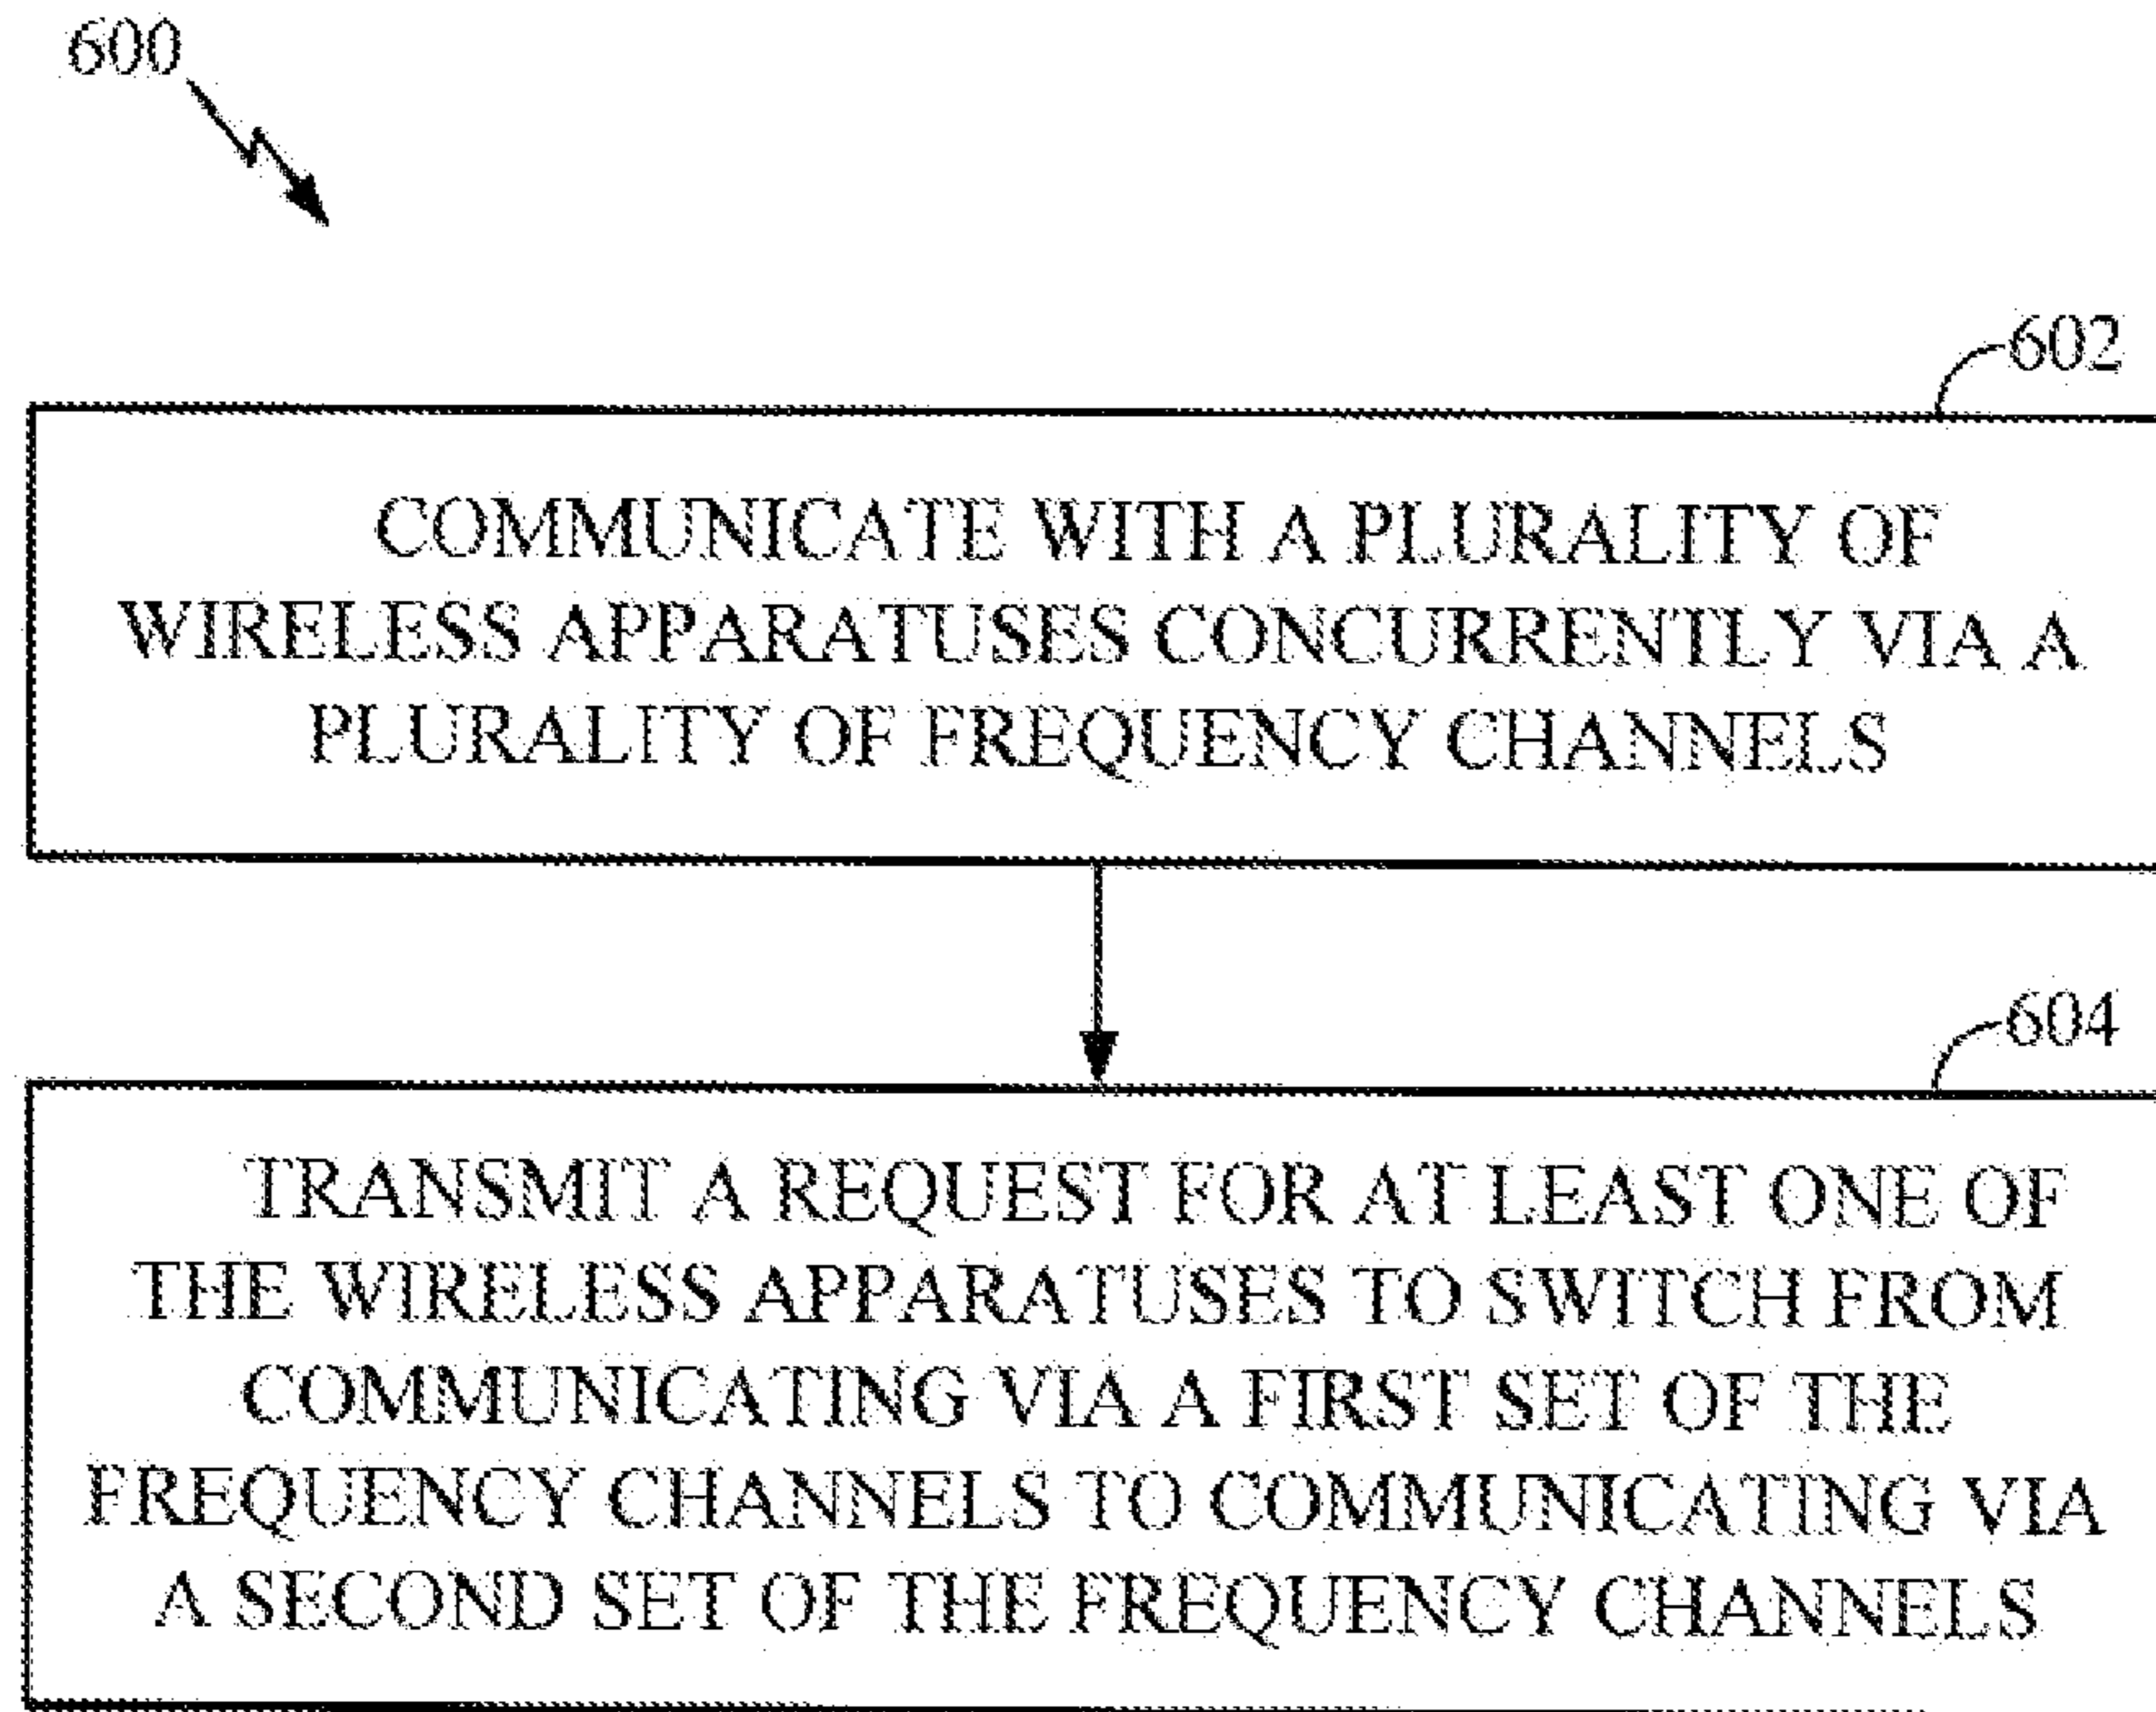 600
602
COMMUNICATE WITH A PLURALITY OF
WIRELESS APPARATUSES CONCURRENTLY VIA A
PLURALITY OF FREQUENCY CHANNELS
604
TRANSMIT A REQUEST FOR AT LEAST ONE OF
THE WIRELESS APPARATUSES TO SWITCH FROM
COMMUNICATING VIA A FIRST SET OF THE
FREQUENCY CHANNELS TO COMMUNICATING VIA
A SECOND SET OF THE FREQUENCY CHANNELS